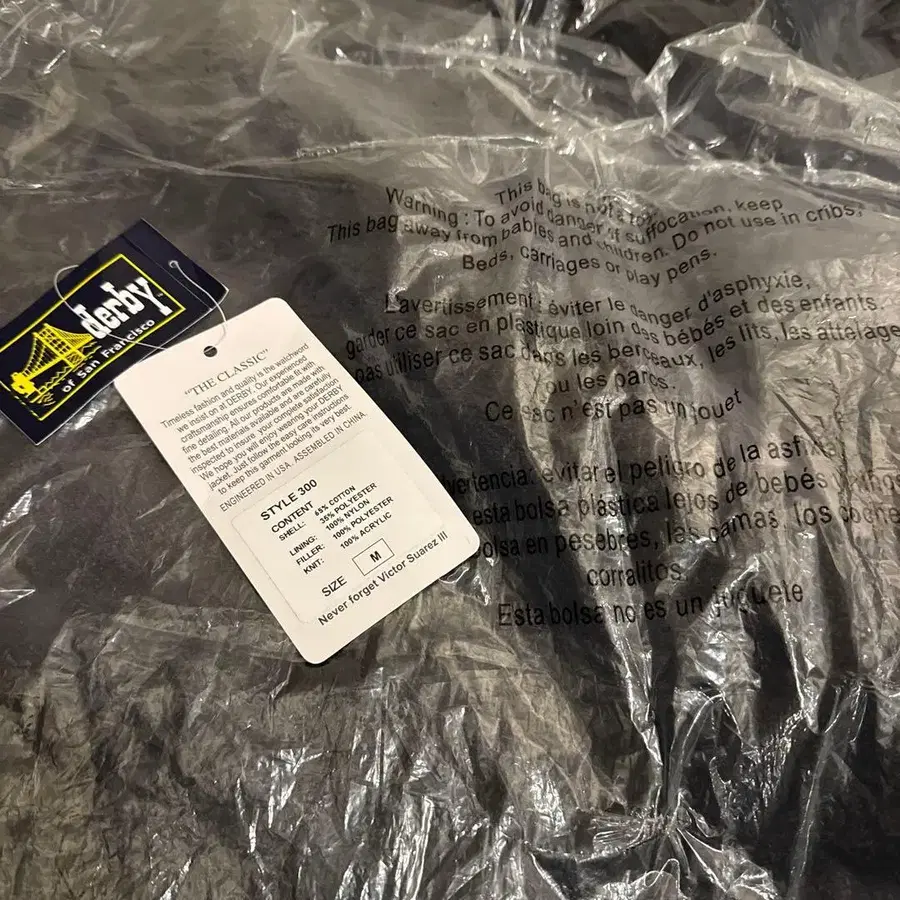 derby™
of San Francisco
"THE CLASSIC"
Timeless fashion and quality is the watchword
we insist on at DERBY. Our experienced
craftsmanship ensures comfortable fit with
fine detailing. All our products are made with
the best materials available and are carefully
inspected to insure your complete satisfaction
We hope you will enjoy wearing your DERBY
jacket. Just follow the easy care instructions
to keep this garment looking its very best.
ENGINEERED IN USA. ASSEMBLED IN CHINA.
STYLE 300
CONTENT
SHELL: 65% COTTON
35% POLYESTER
LINING: 100% NYLON
FILLER: 100% POLYESTER
KNIT: 100% ACRYLIC
SIZE M
Never forget Victor Suarez III
This bag is not a
Warning : To avoid danger of suffocation, keep
This bag away from babies and children. Do not use in cribs,
Beds, carriages or play pens.
L'avertissement : éviter le danger d'asphyxie,
garder ce sac en plastique loin des bébés et des enfants.
pas utiliser ce sac dans les berceaux, les lits, les attelage
ou les parcs.
Ce sac n'est pas un jouet
vertencia: evitar el peligro de la asfixia
esta bolsa plástica lejos de bebés y
olsa en pesebres, las camas, los coche
corralitos.
Esta bolsa no es un juguete